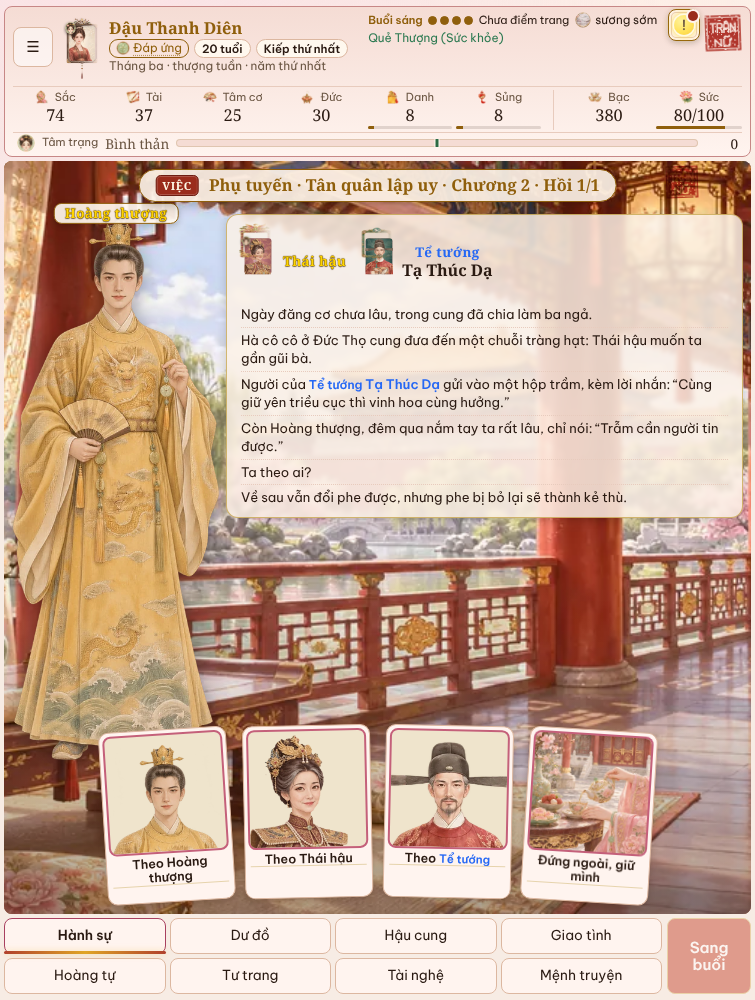 Đậu Thanh Diên
Đáp ứng
20 tuổi
Kiếp thứ nhất
Tháng ba · thượng tuần · năm thứ nhất
Buổi sáng
Chưa điểm trang
sương sớm
Quẻ Thượng (Sức khỏe)
!
TRÂN NỮ
Sắc
74
Tài
37
Tâm cơ
25
Đức
30
Danh
8
Sủng
8
Bạc
380
Sức
80/100
Tâm trạng
Bình thản
0
VIỆC
Phụ tuyến · Tân quân lập uy · Chương 2 · Hồi 1/1
Hoàng thượng
Thái hậu
Tể tướng
Tạ Thúc Dạ
Ngày đăng cơ chưa lâu, trong cung đã chia làm ba ngả.
Hà cô cô ở Đức Thọ cung đưa đến một chuỗi tràng hạt: Thái hậu muốn ta
gần gũi bà.
Người của Tể tướng Tạ Thúc Dạ gửi vào một hộp trầm, kèm lời nhắn: “Cùng
giữ yên triều cục thì vinh hoa cùng hưởng.”
Còn Hoàng thượng, đêm qua nắm tay ta rất lâu, chỉ nói: “Trẫm cần người tin
được.”
Ta theo ai?
Về sau vẫn đổi phe được, nhưng phe bị bỏ lại sẽ thành kẻ thù.
Theo Hoàng
thượng
Theo Thái hậu
Theo Tể tướng
Đứng ngoài, giữ
mình
Hành sự
Dư đồ
Hậu cung
Giao tình
Sang
buổi
Hoàng tự
Tư trang
Tài nghệ
Mệnh truyện